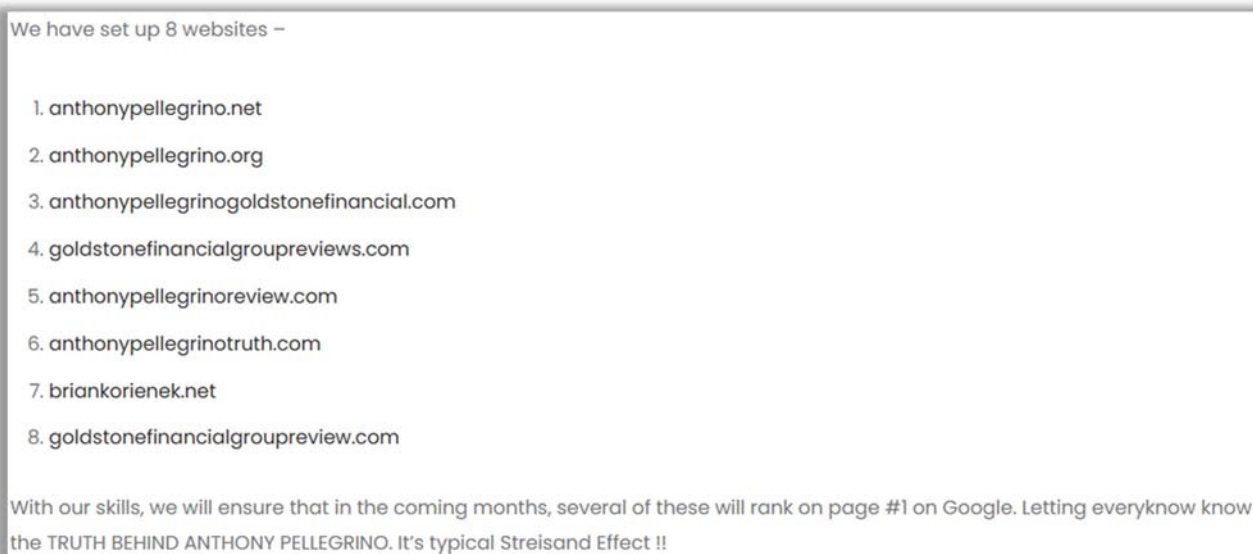 We have set up 8 websites –
1. anthonypellegrino.net
2. anthonypellegrino.org
3. anthonypellegrinogoldstonefinancial.com
4. goldstonefinancialgroupreviews.com
5. anthonypellegrinoreview.com
6. anthonypellegrinotruth.com
7. briankorienek.net
8. goldstonefinancialgroupreview.com
With our skills, we will ensure that in the coming months, several of these will rank on page #1 on Google. Letting everyknow know
the TRUTH BEHIND ANTHONY PELLEGRINO. It's typical Streisand Effect !!